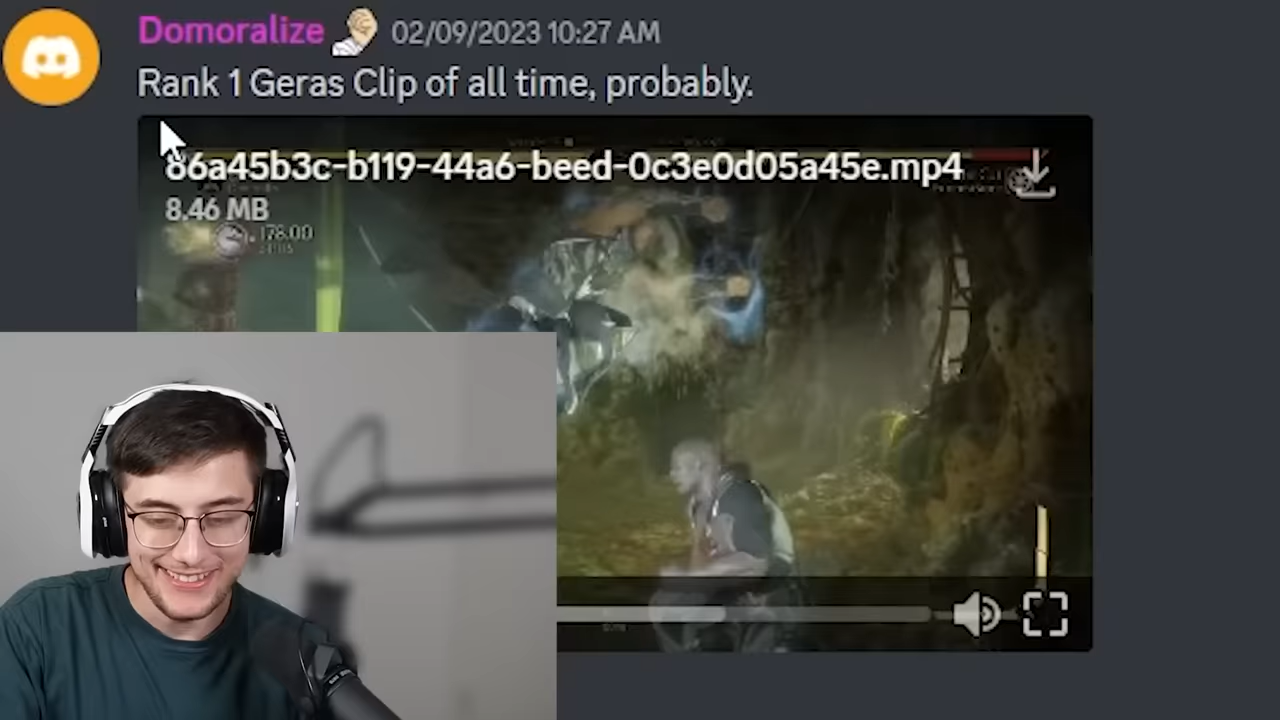 Domoralize 02/09/2023 10:27 AM
Rank 1 Geras Clip of all time, probably.
86a45b3c-b119-44a6-beed-0c3e0d05a45e.mp4
8.46 MB
178.00